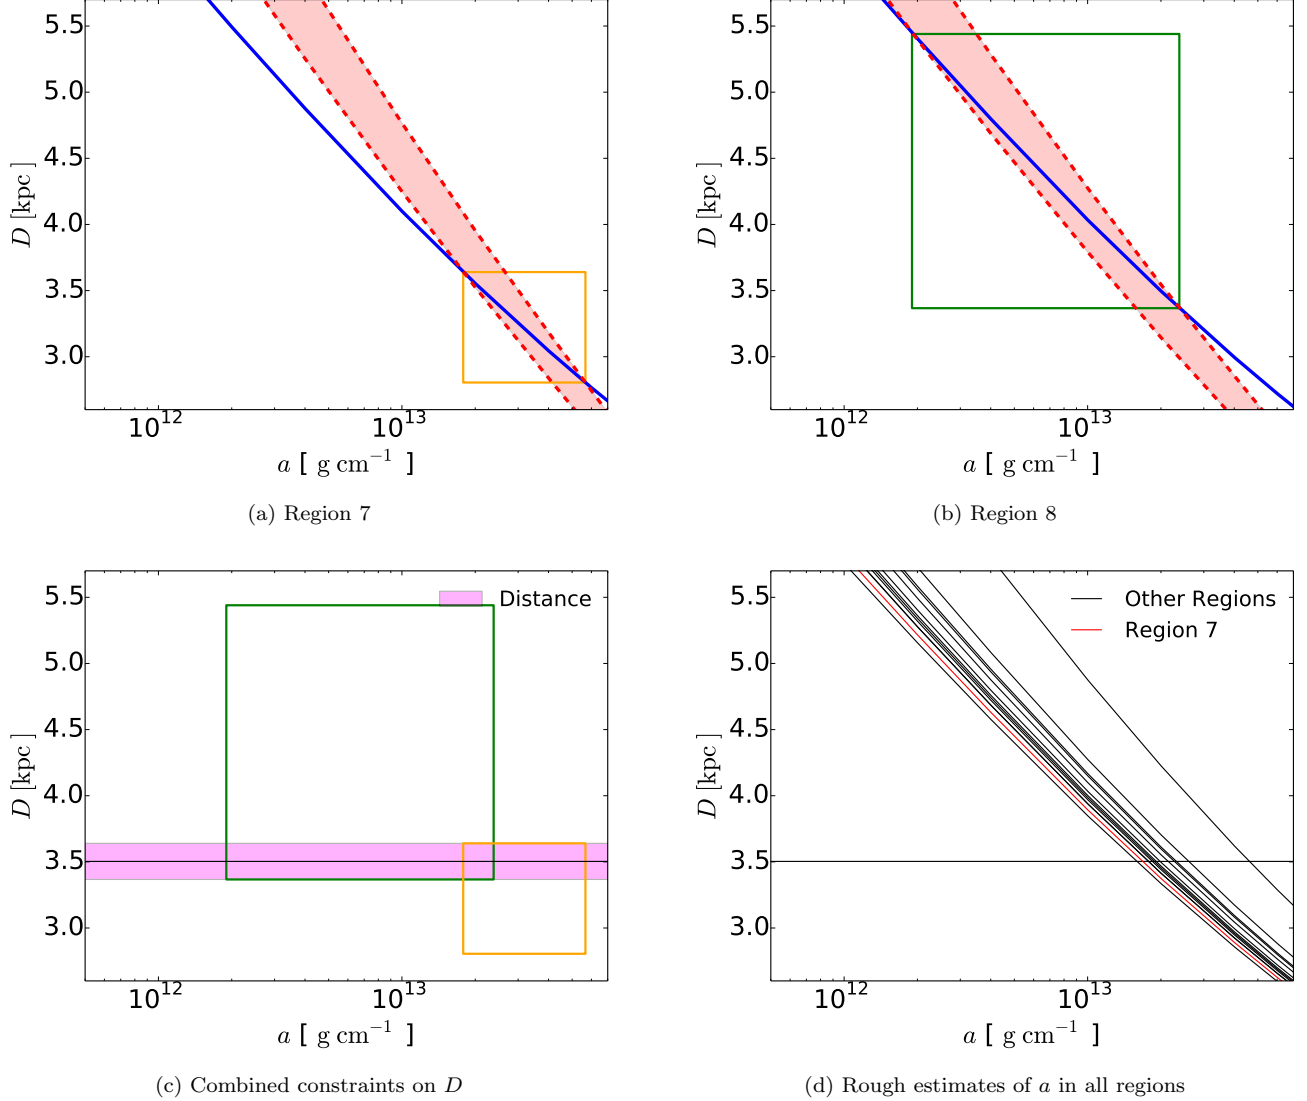 5.5
5.0
4.5
4.0
3.5
3.0
D [kpc ]
10^12 10^13
a [ g cm^−1 ]
(a) Region 7
5.5
5.0
4.5
4.0
3.5
3.0
D [kpc ]
10^12 10^13
a [ g cm^−1 ]
(b) Region 8
Distance
5.5
5.0
4.5
4.0
3.5
3.0
D [kpc ]
10^12 10^13
a [ g cm^−1 ]
(c) Combined constraints on D
Other Regions
Region 7
5.5
5.0
4.5
4.0
3.5
3.0
D [kpc ]
10^12 10^13
a [ g cm^−1 ]
(d) Rough estimates of a in all regions